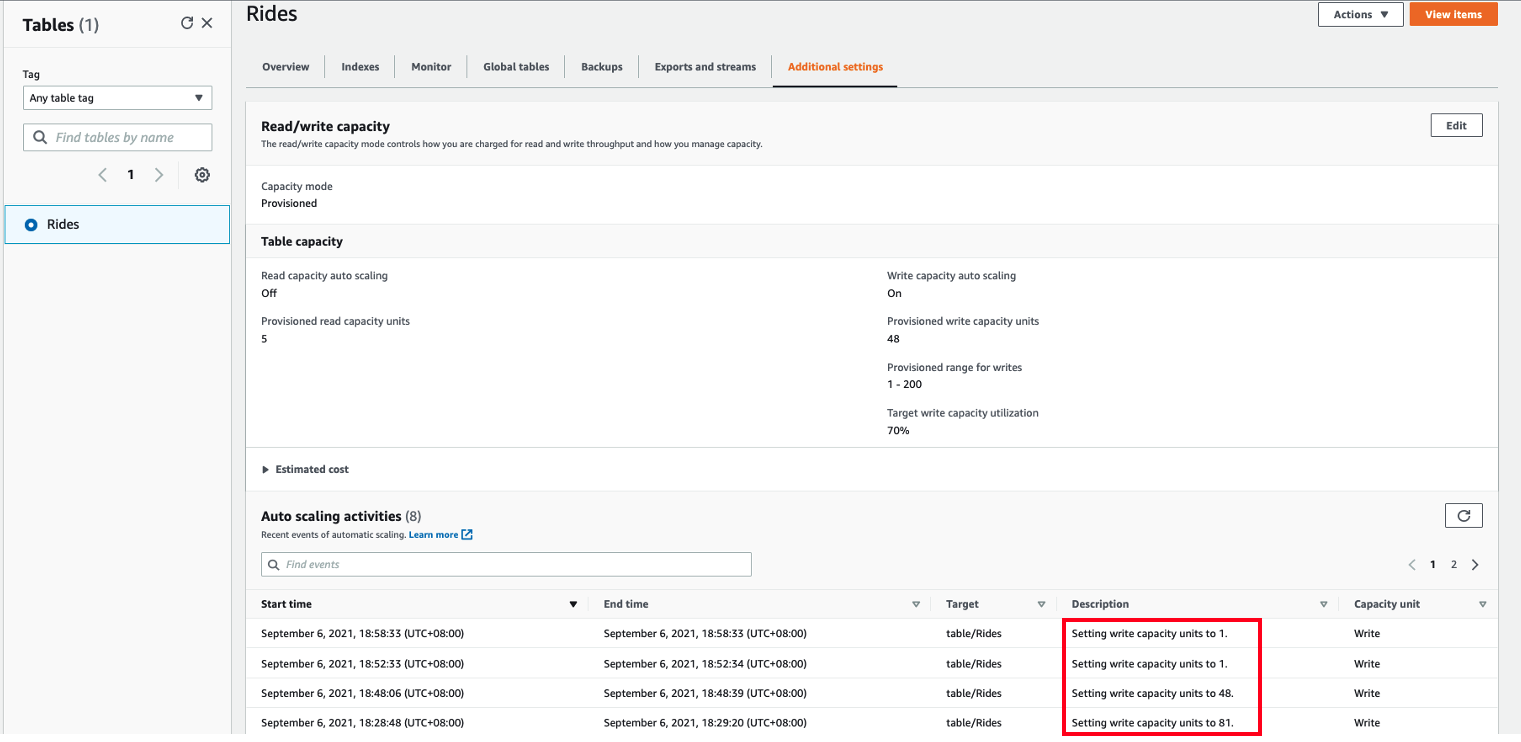 Tables (1)
Tag
Any table tag
Find tables by name
1
Rides
Rides
Actions
View items
Overview
Indexes
Monitor
Global tables
Backups
Exports and streams
Additional settings
Read/write capacity
Edit
The read/write capacity mode controls how you are charged for read and write throughput and how you manage capacity.
Capacity mode
Provisioned
Table capacity
Read capacity auto scaling
Off
Provisioned read capacity units
5
Write capacity auto scaling
On
Provisioned write capacity units
48
Provisioned range for writes
1 - 200
Target write capacity utilization
70%
Estimated cost
Auto scaling activities (8)
Recent events of automatic scaling. Learn more
Find events
1 2
Start time End time Target Description Capacity unit
September 6, 2021, 18:58:33 (UTC+08:00) September 6, 2021, 18:58:33 (UTC+08:00) table/Rides Setting write capacity units to 1. Write
September 6, 2021, 18:52:33 (UTC+08:00) September 6, 2021, 18:52:34 (UTC+08:00) table/Rides Setting write capacity units to 1. Write
September 6, 2021, 18:48:06 (UTC+08:00) September 6, 2021, 18:48:39 (UTC+08:00) table/Rides Setting write capacity units to 48. Write
September 6, 2021, 18:28:48 (UTC+08:00) September 6, 2021, 18:29:20 (UTC+08:00) table/Rides Setting write capacity units to 81. Write